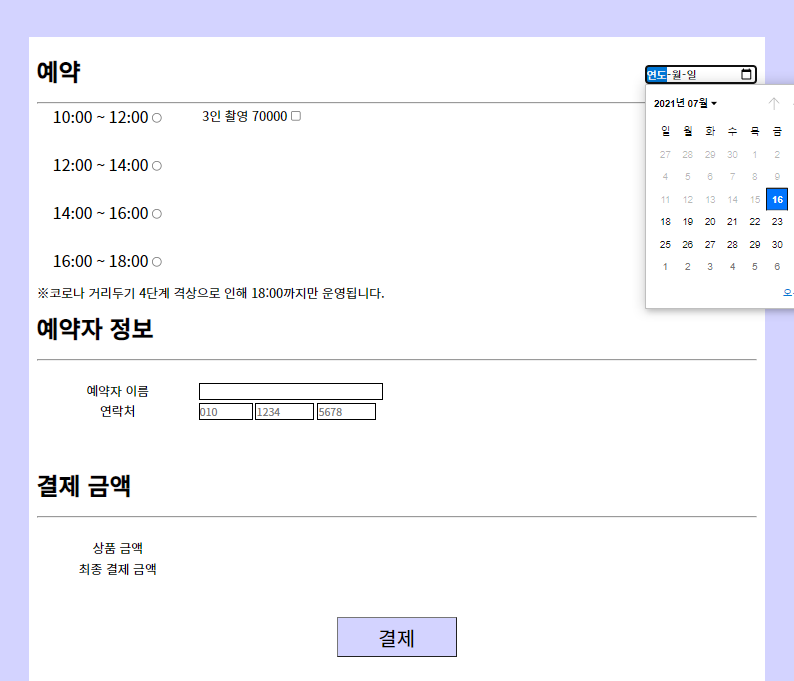 예약
연도-월-일
2021년 07월
일 월 화 수 목 금
27 28 29 30 1 2
4 5 6 7 8 9
11 12 13 14 15 16
18 19 20 21 22 23
25 26 27 28 29 30
1 2 3 4 5 6
10:00 ~ 12:00
3인 촬영 70000
12:00 ~ 14:00
14:00 ~ 16:00
16:00 ~ 18:00
※코로나 거리두기 4단계 격상으로 인해 18:00까지만 운영됩니다.
예약자 정보
예약자 이름
연락처 010 1234 5678
결제 금액
상품 금액
최종 결제 금액
결제